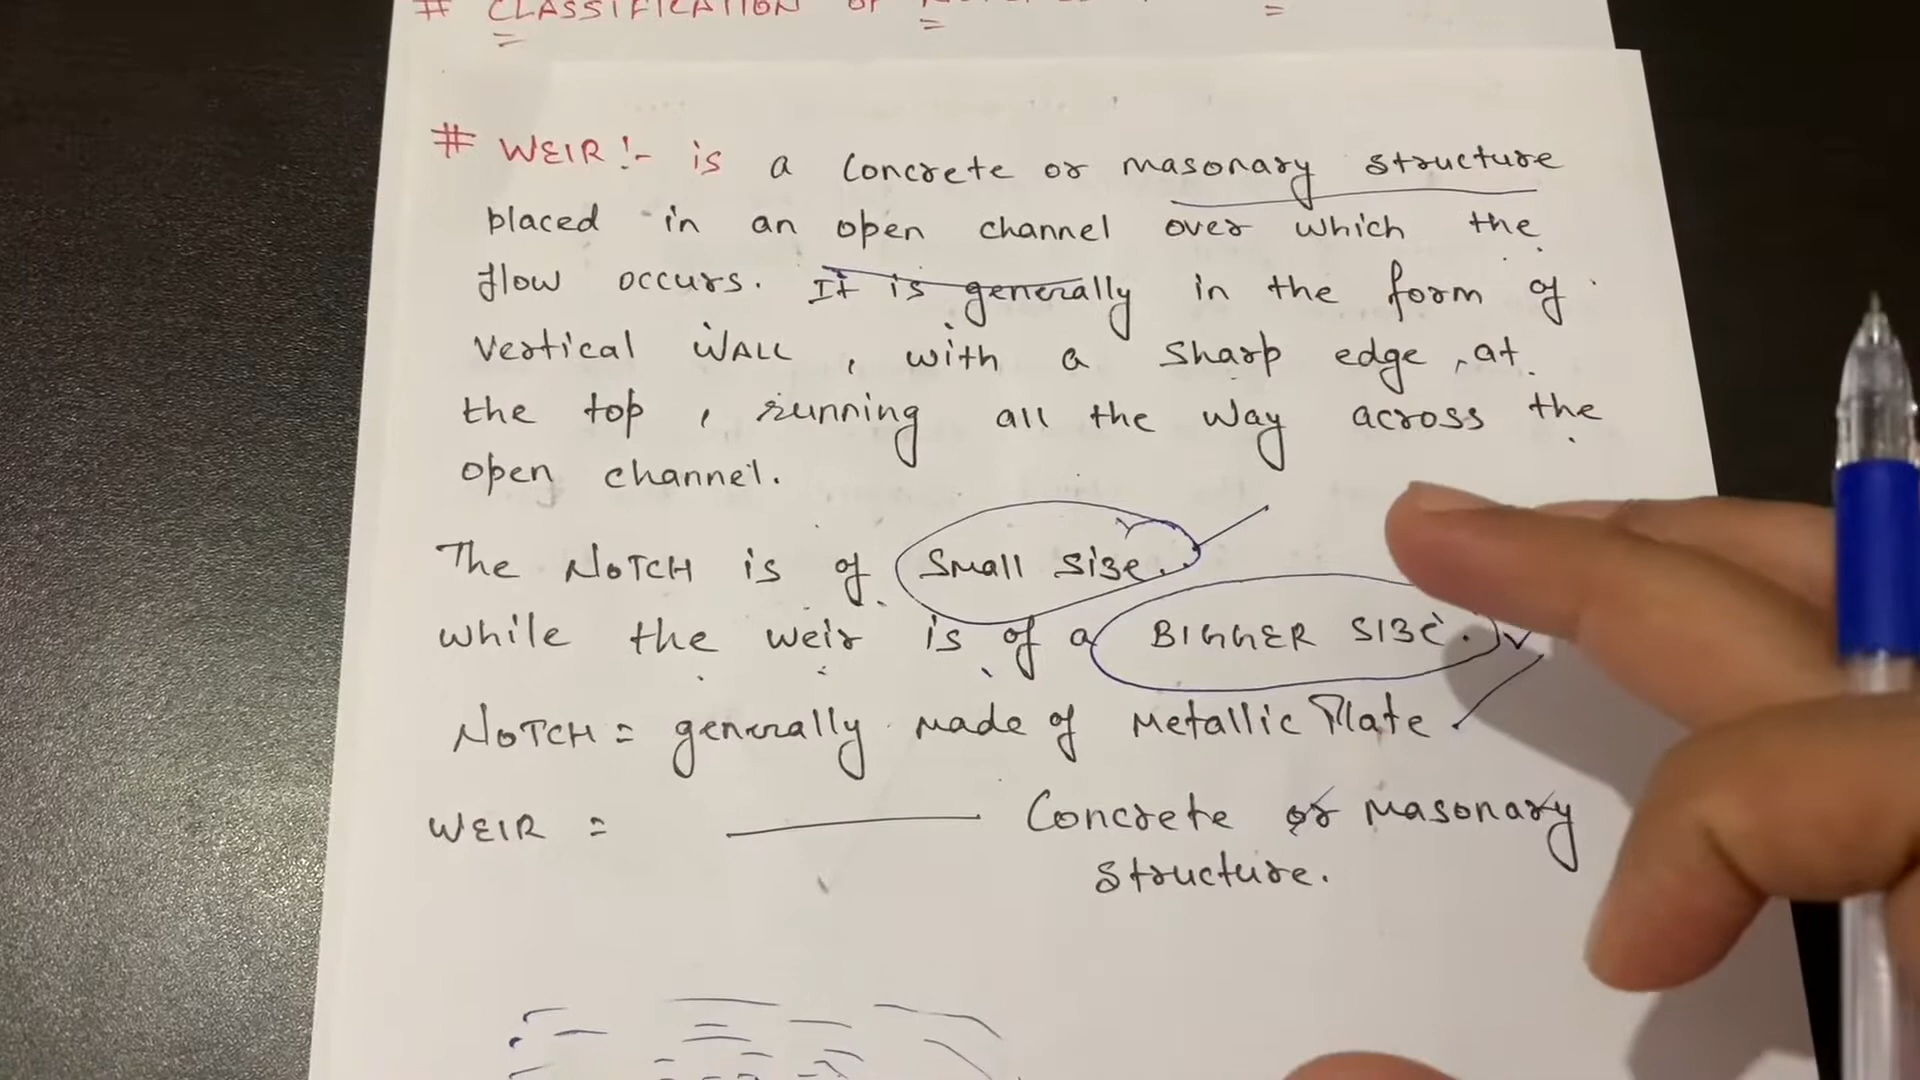 # CLASSIFICATION OF
# WEIR :- is a Concrete or masonary structure
placed in an open channel over which the
flow occurs. It is generally in the form of
vertical WALL, with a sharp edge, at
the top, running all the way across the
open channel.
The NOTCH is of Small Size.
while the weir is of a BIGGER SIZE.
NOTCH = generally made of Metallic Plate
WEIR = Concrete or Masonary
structure.